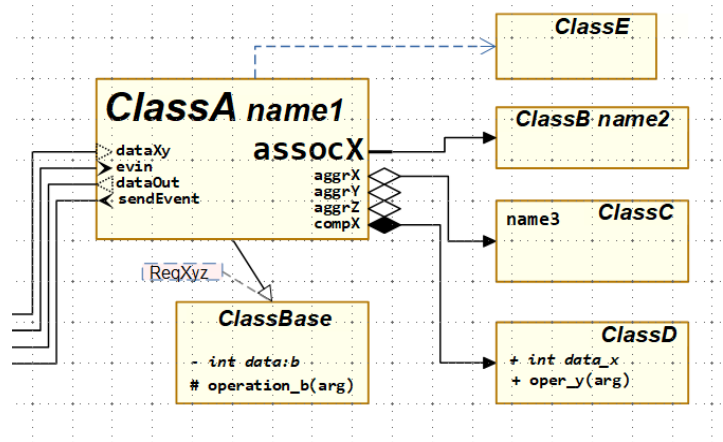 ClassE
ClassA name1
ClassB name2
assocX
dataXy
evin
dataOut
sendEvent
aggrX
aggrY
aggrZ
compX
name3 ClassC
ReqXyz
ClassBase
- int data:b
# operation_b(arg)
ClassD
+ int data_x
+ oper_y(arg)